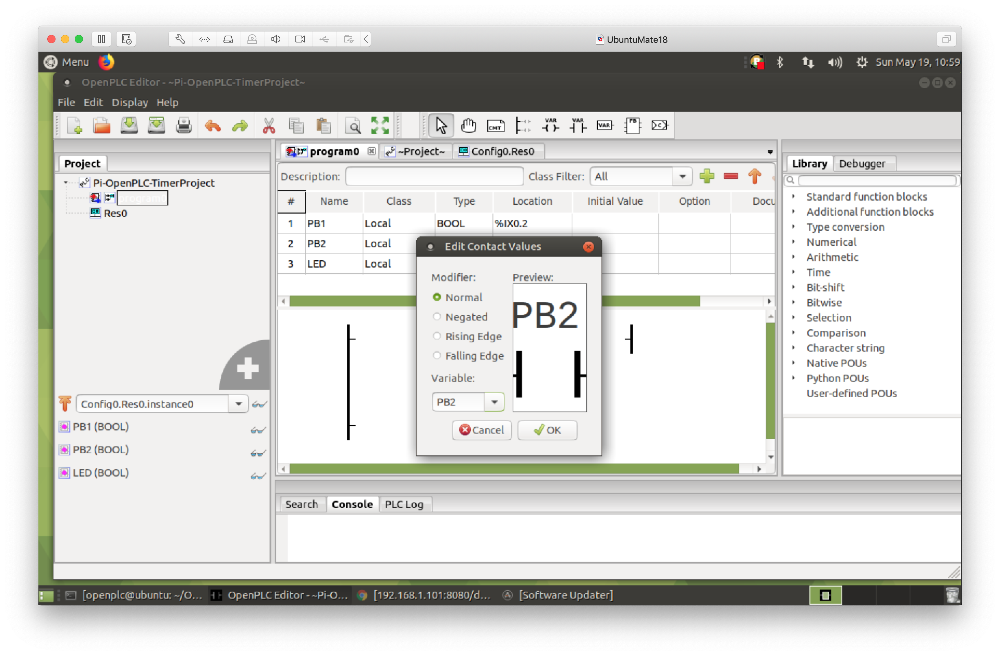 UbuntuMate18
Menu
Sun May 19, 10:59
OpenPLC Editor - ~Pi-OpenPLC-TimerProject~
File Edit Display Help
CMT VAR VAR VAR FB C
Project
Pi-OpenPLC-TimerProject
program0
Res0
Config0.Res0.instance0
PB1 (BOOL)
PB2 (BOOL)
LED (BOOL)
program0 ~Project~ Config0.Res0
Description: Class Filter: All
# Name Class Type Location Initial Value Option Docu
1 PB1 Local BOOL %IX0.2
2 PB2 Local
3 LED Local
Edit Contact Values
Modifier:
Normal
Negated
Rising Edge
Falling Edge
Variable:
PB2
Preview:
PB2
Cancel OK
Search Console PLC Log
Library Debugger
Standard function blocks
Additional function blocks
Type conversion
Numerical
Arithmetic
Time
Bit-shift
Bitwise
Selection
Comparison
Character string
Native POUs
Python POUs
User-defined POUs
[openplc@ubuntu: ~/O... OpenPLC Editor - ~Pi-O... [192.168.1.101:8080/d... [Software Updater]